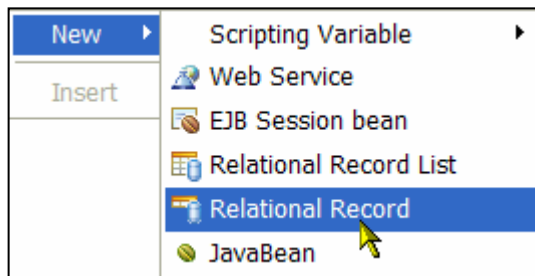 New
Insert
Scripting Variable
Web Service
EJB Session bean
Relational Record List
Relational Record
JavaBean